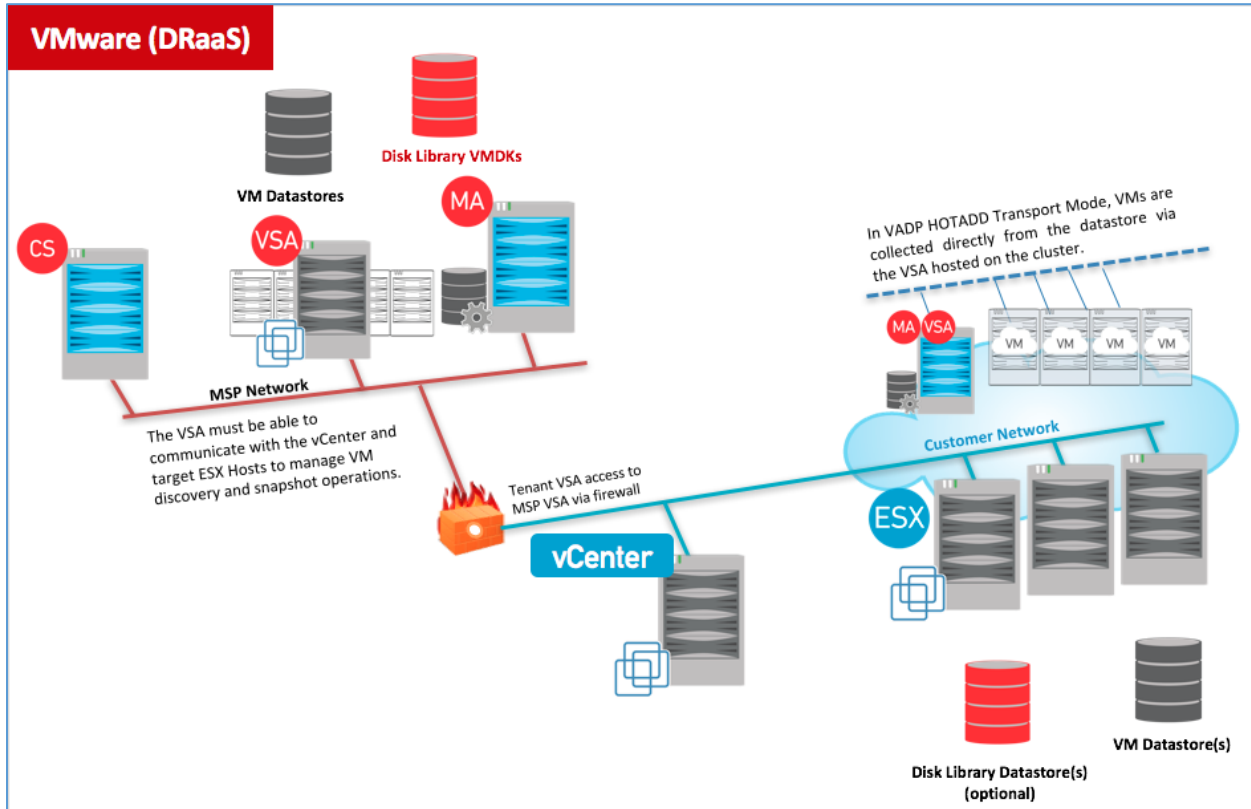 VMware (DRaaS)
Disk Library VMDKs
VM Datastores
CS
VSA
MA
MSP Network
The VSA must be able to
communicate with the vCenter and
target ESX Hosts to manage VM
discovery and snapshot operations.
In VADP HOTADD Transport Mode, VMs are
collected directly from the datastore via
the VSA hosted on the cluster.
MA
VSA
VM
VM
VM
VM
Customer Network
Tenant VSA access to
MSP VSA via firewall
vCenter
ESX
VM Datastore(s)
Disk Library Datastore(s)
(optional)